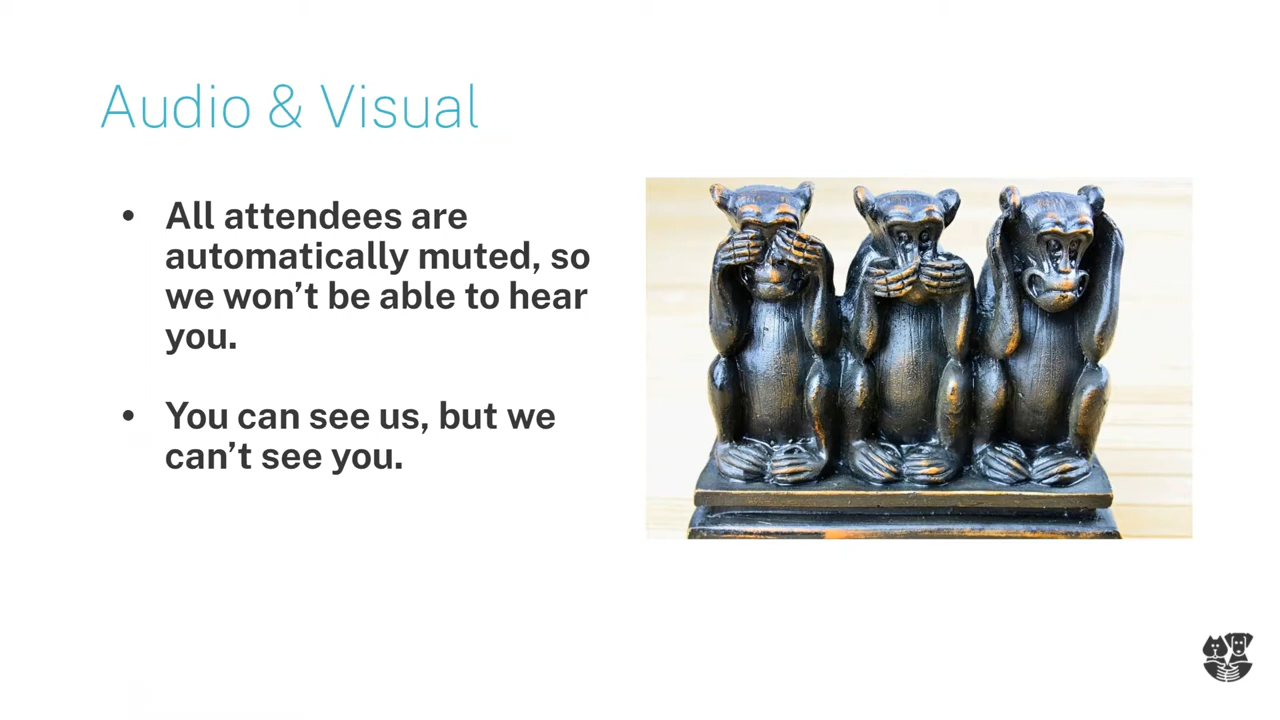 Audio & Visual
• All attendees are
automatically muted, so
we won’t be able to hear
you.
• You can see us, but we
can’t see you.